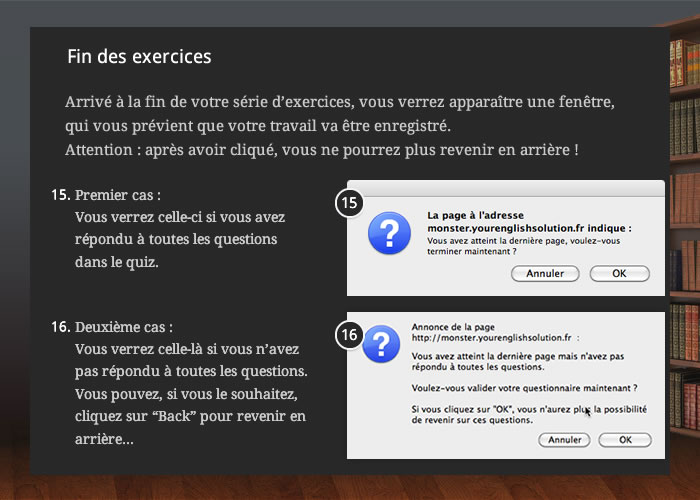 Fin des exercices
Arrivé à la fin de votre série d’exercices, vous verrez apparaître une fenêtre,
qui vous prévient que votre travail va être enregistré.
Attention : après avoir cliqué, vous ne pourrez plus revenir en arrière !
15. Premier cas :
Vous verrez celle-ci si vous avez
répondu à toutes les questions
dans le quiz.
15
La page à l'adresse
monster.yourenglishsolution.fr indique :
Vous avez atteint la dernière page, voulez-vous
terminer maintenant ?
Annuler OK
16. Deuxième cas :
Vous verrez celle-là si vous n’avez
pas répondu à toutes les questions.
Vous pouvez, si vous le souhaitez,
cliquez sur “Back” pour revenir en
arrière...
16
Annonce de la page
http://monster.yourenglishsolution.fr :
Vous avez atteint la dernière page mais n'avez pas
répondu à toutes les questions.
Voulez-vous valider votre questionnaire maintenant ?
Si vous cliquez sur "OK", vous n'aurez plus la possibilité
de revenir sur ces questions.
Annuler OK